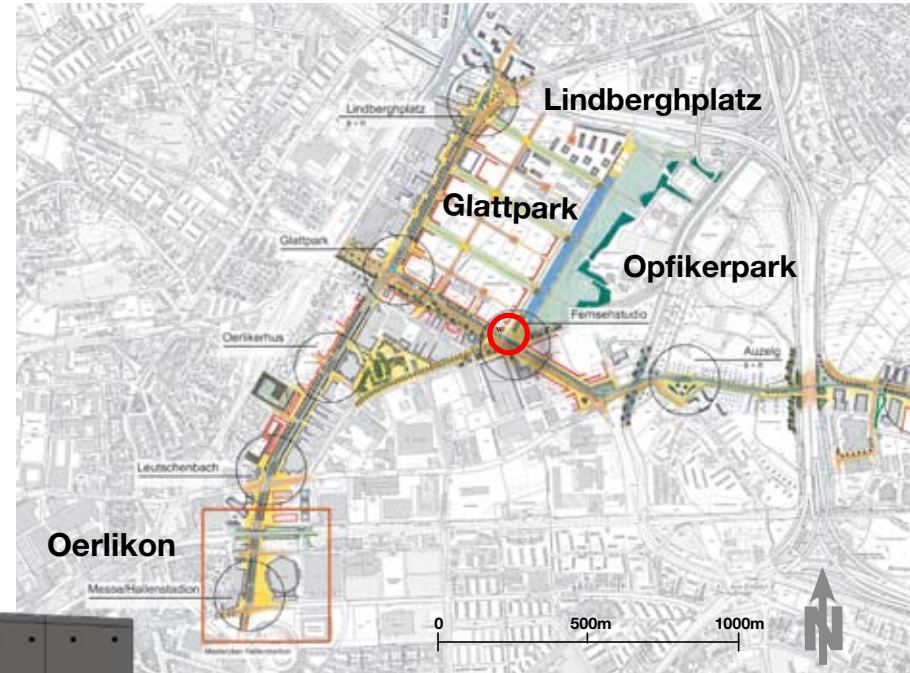 Lindberghplatz
Lindberghplatz
Glattpark
Glattpark
Opfikerpark
Fernsehstudio
W
Oerlikerhus
Auzelg
Leutschenbach
Oerlikon
Messe/Hallenstadion
0 500m 1000m
N